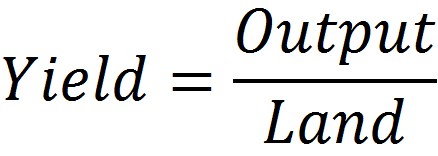 Yield = Output / Land